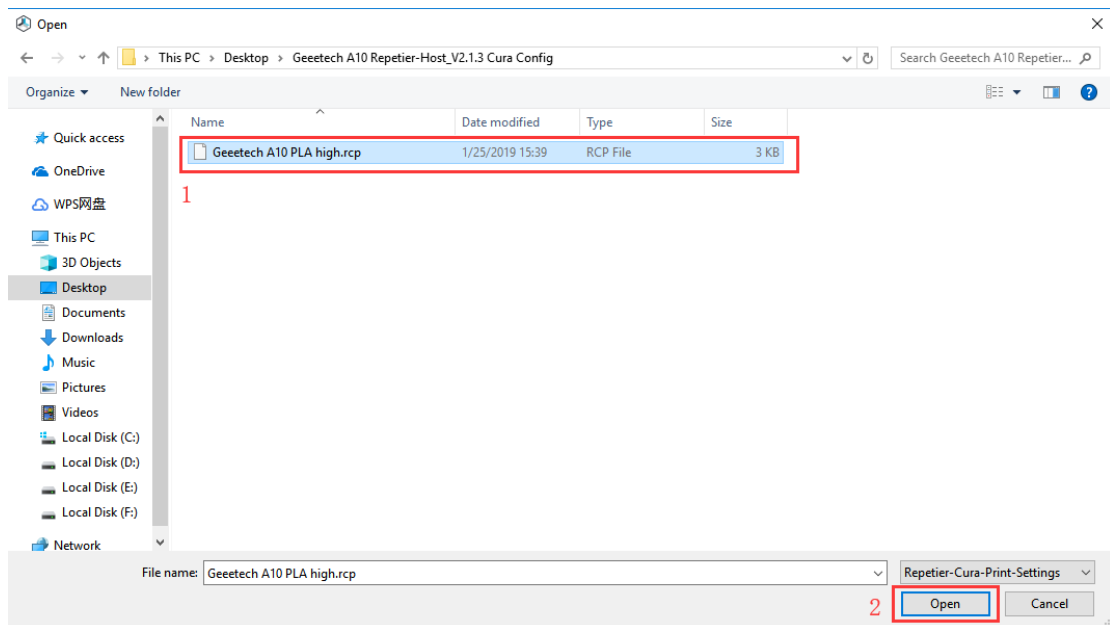 Open
This PC > Desktop > Geeetech A10 Repetier-Host_V2.1.3 Cura Config
Search Geeetech A10 Repetier...
Organize
New folder
Name
Date modified
Type
Size
Geeetech A10 PLA high.rcp
1/25/2019 15:39
RCP File
3 KB
1
Quick access
OneDrive
WPS网盘
This PC
3D Objects
Desktop
Documents
Downloads
Music
Pictures
Videos
Local Disk (C:)
Local Disk (D:)
Local Disk (E:)
Local Disk (F:)
Network
File name: Geeetech A10 PLA high.rcp
Repetier-Cura-Print-Settings
2
Open
Cancel